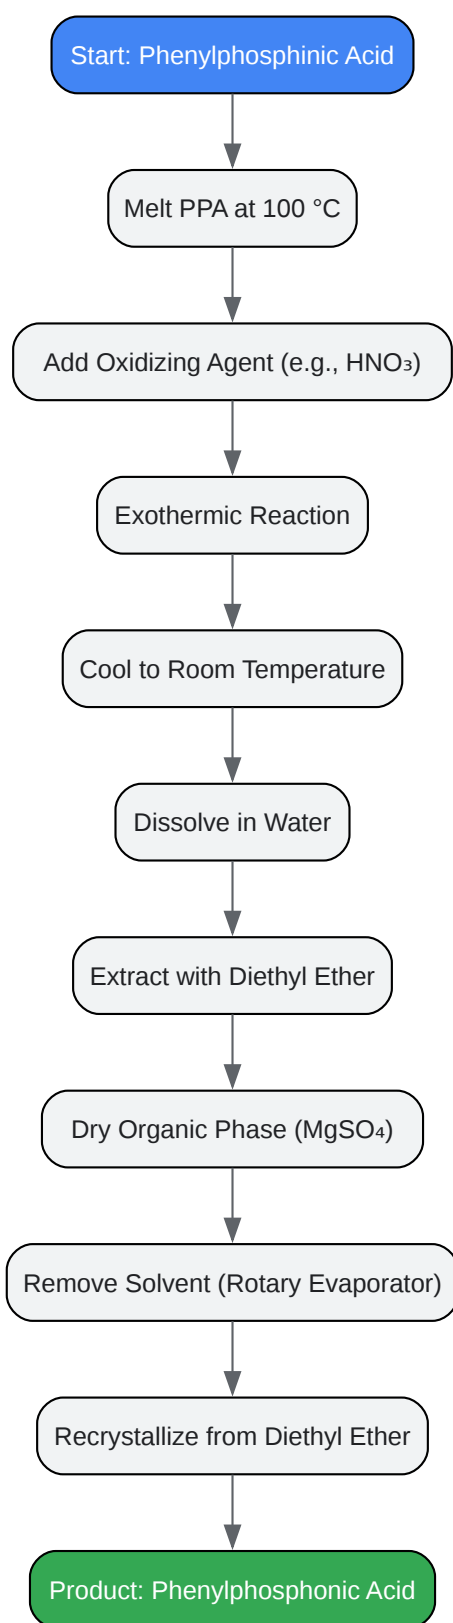 Start: Phenylphosphinic Acid
Melt PPA at 100 °C
Add Oxidizing Agent (e.g., HNO₃)
Exothermic Reaction
Cool to Room Temperature
Dissolve in Water
Extract with Diethyl Ether
Dry Organic Phase (MgSO₄)
Remove Solvent (Rotary Evaporator)
Recrystallize from Diethyl Ether
Product: Phenylphosphonic Acid